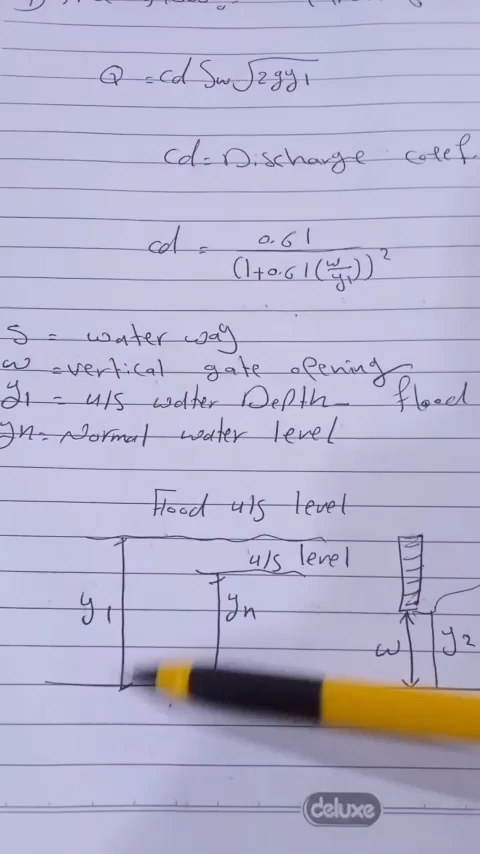 Q = cd Sw √2gy1
cd = Discharge coeef.
cd = 0.61 / (1+0.61(w/y1))²
S = water way
w = vertical gate opening
y1 = u/s water Depth - flood
yn = Normal water level
Flood u/s level
u/s level
y1
yn
w
y2
deluxe